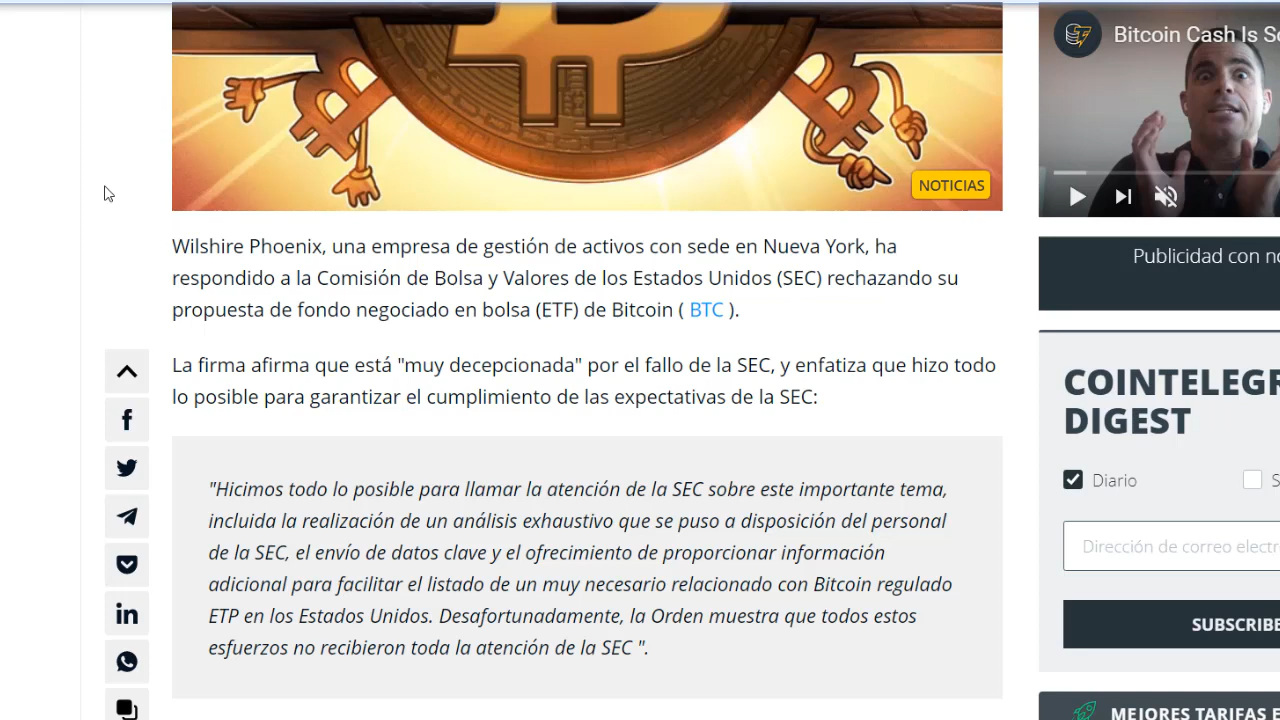 Bitcoin Cash Is So
NOTICIAS
Wilshire Phoenix, una empresa de gestión de activos con sede en Nueva York, ha
respondido a la Comisión de Bolsa y Valores de los Estados Unidos (SEC) rechazando su
propuesta de fondo negociado en bolsa (ETF) de Bitcoin ( BTC ).
La firma afirma que está "muy decepcionada" por el fallo de la SEC, y enfatiza que hizo todo
lo posible para garantizar el cumplimiento de las expectativas de la SEC:
"Hicimos todo lo posible para llamar la atención de la SEC sobre este importante tema,
incluida la realización de un análisis exhaustivo que se puso a disposición del personal
de la SEC, el envío de datos clave y el ofrecimiento de proporcionar información
adicional para facilitar el listado de un muy necesario relacionado con Bitcoin regulado
ETP en los Estados Unidos. Desafortunadamente, la Orden muestra que todos estos
esfuerzos no recibieron toda la atención de la SEC ".
Publicidad con no
COINTELEGR
DIGEST
Diario
S
Dirección de correo electr
SUBSCRIBE
MEJORES TARIFAS E